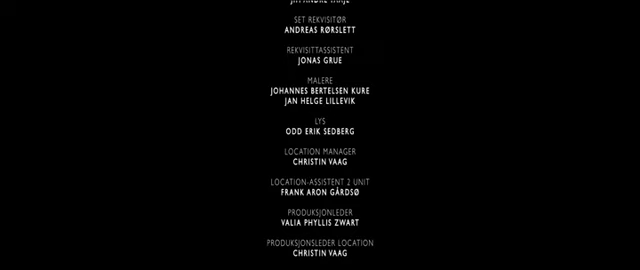 SET REKVISITØR
ANDREAS RØRSLETT
REKVISITTASSISTENT
JONAS GRUE
MALERE
JOHANNES BERTELSEN KURE
JAN HELGE LILLEVIK
LYS
ODD ERIK SEDBERG
LOCATION MANAGER
CHRISTIN VAAG
LOCATION-ASSISTENT 2 UNIT
FRANK ARON GÅRDSØ
PRODUKSJONLEDER
VALIA PHYLLIS ZWART
PRODUKSJONSLEDER LOCATION
CHRISTIN VAAG